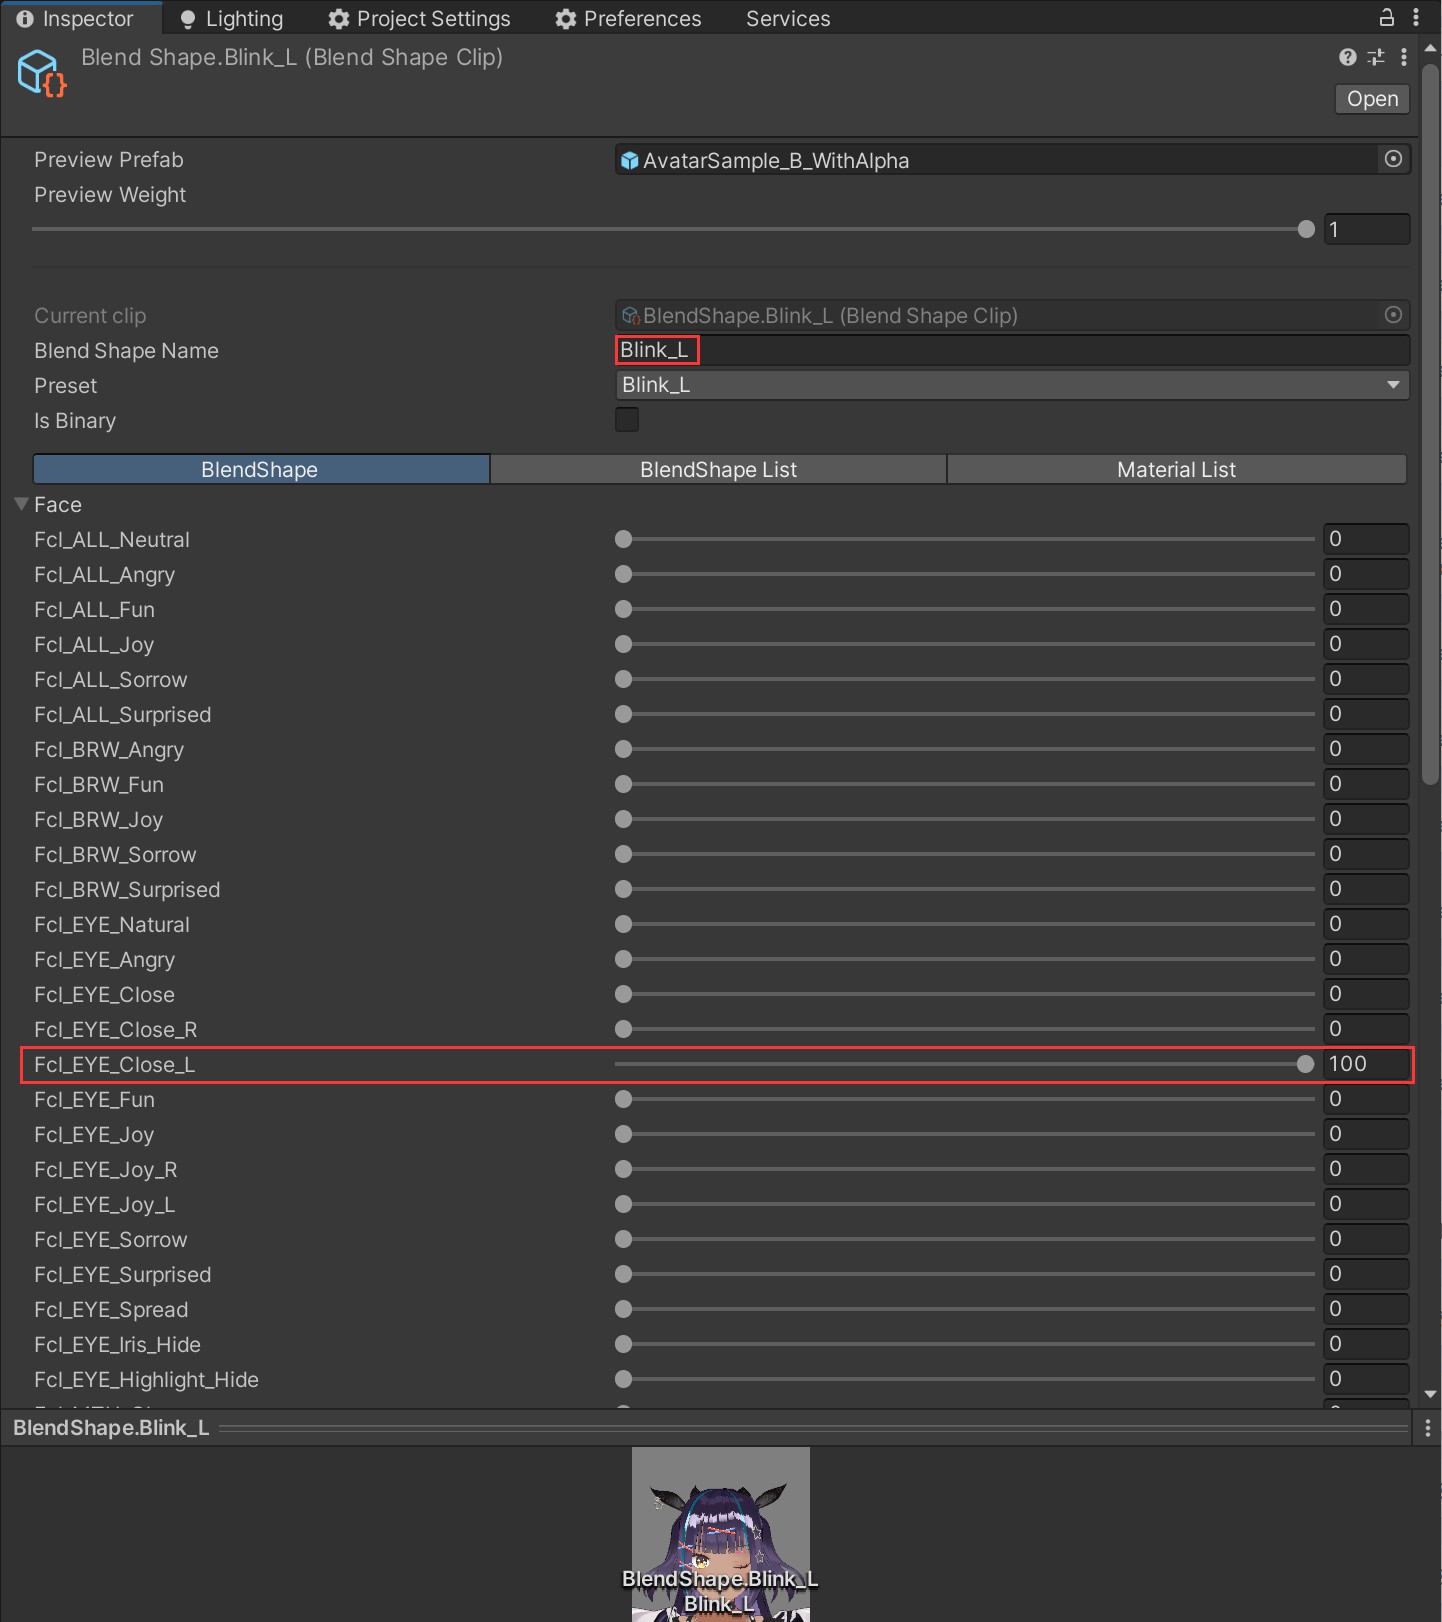 Inspector Lighting Project Settings Preferences Services
Blend Shape.Blink_L (Blend Shape Clip)
Open
Preview Prefab AvatarSample_B_WithAlpha
Preview Weight
1
Current clip BlendShape.Blink_L (Blend Shape Clip)
Blend Shape Name Blink_L
Preset Blink_L
Is Binary
BlendShape BlendShape List Material List
Face
Fcl_ALL_Neutral 0
Fcl_ALL_Angry 0
Fcl_ALL_Fun 0
Fcl_ALL_Joy 0
Fcl_ALL_Sorrow 0
Fcl_ALL_Surprised 0
Fcl_BRW_Angry 0
Fcl_BRW_Fun 0
Fcl_BRW_Joy 0
Fcl_BRW_Sorrow 0
Fcl_BRW_Surprised 0
Fcl_EYE_Natural 0
Fcl_EYE_Angry 0
Fcl_EYE_Close 0
Fcl_EYE_Close_R 0
Fcl_EYE_Close_L 100
Fcl_EYE_Fun 0
Fcl_EYE_Joy 0
Fcl_EYE_Joy_R 0
Fcl_EYE_Joy_L 0
Fcl_EYE_Sorrow 0
Fcl_EYE_Surprised 0
Fcl_EYE_Spread 0
Fcl_EYE_Iris_Hide 0
Fcl_EYE_Highlight_Hide 0
BlendShape.Blink_L
BlendShape.Blink_L
Blink_L